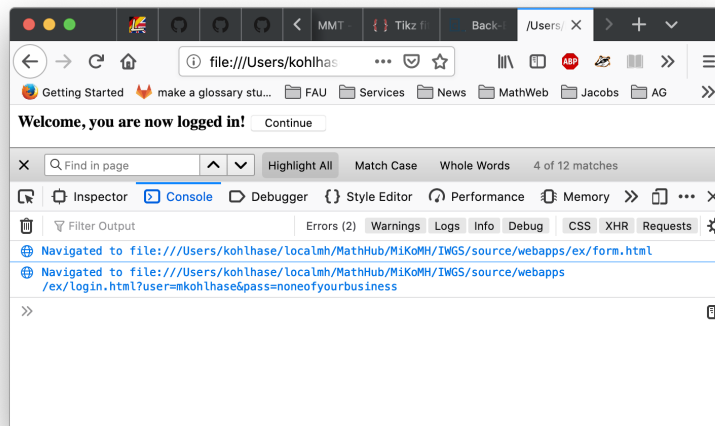 MMT - Tikz fi Back- /Users/
file:///Users/kohlhas
ABP
Getting Started make a glossary stu... FAU Services News MathWeb Jacobs AG
Welcome, you are now logged in! Continue
Find in page Highlight All Match Case Whole Words 4 of 12 matches
Inspector Console Debugger Style Editor Performance Memory
Filter Output Errors (2) Warnings Logs Info Debug CSS XHR Requests
Navigated to file:///Users/kohlhase/localmh/MathHub/MiKoMH/IWGS/source/webapps/ex/form.html
Navigated to file:///Users/kohlhase/localmh/MathHub/MiKoMH/IWGS/source/webapps
/ex/login.html?user=mkohlhase&pass=noneofyourbusiness